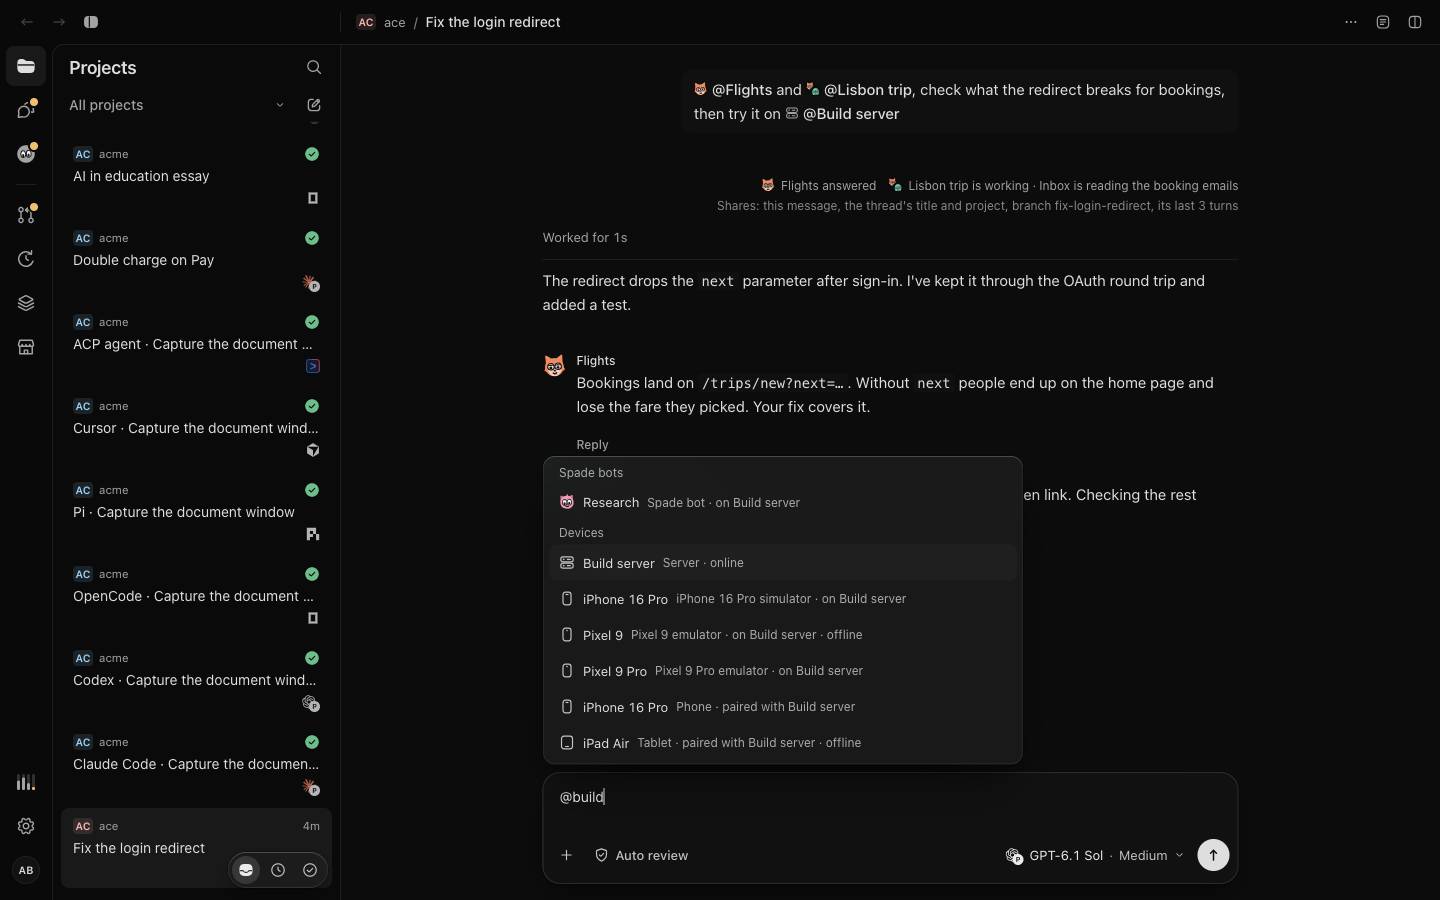 AC ace / Fix the login redirect
Projects
All projects
AC acme
AI in education essay
AC acme
Double charge on Pay
AC acme
ACP agent · Capture the document ...
AC acme
Cursor · Capture the document wind...
AC acme
Pi · Capture the document window
AC acme
OpenCode · Capture the document ...
AC acme
Codex · Capture the document wind...
AC acme
Claude Code · Capture the documen...
AC ace 4m
Fix the login redirect
AB
@Flights and @Lisbon trip, check what the redirect breaks for bookings,
then try it on @Build server
Flights answered Lisbon trip is working · Inbox is reading the booking emails
Shares: this message, the thread's title and project, branch fix-login-redirect, its last 3 turns
Worked for 1s
The redirect drops the next parameter after sign-in. I've kept it through the OAuth round trip and
added a test.
Flights
Bookings land on /trips/new?next=… . Without next people end up on the home page and
lose the fare they picked. Your fix covers it.
Reply
en link. Checking the rest
Spade bots
Research Spade bot · on Build server
Devices
Build server Server · online
iPhone 16 Pro iPhone 16 Pro simulator · on Build server
Pixel 9 Pixel 9 emulator · on Build server · offline
Pixel 9 Pro Pixel 9 Pro emulator · on Build server
iPhone 16 Pro Phone · paired with Build server
iPad Air Tablet · paired with Build server · offline
@build
Auto review
GPT-6.1 Sol · Medium